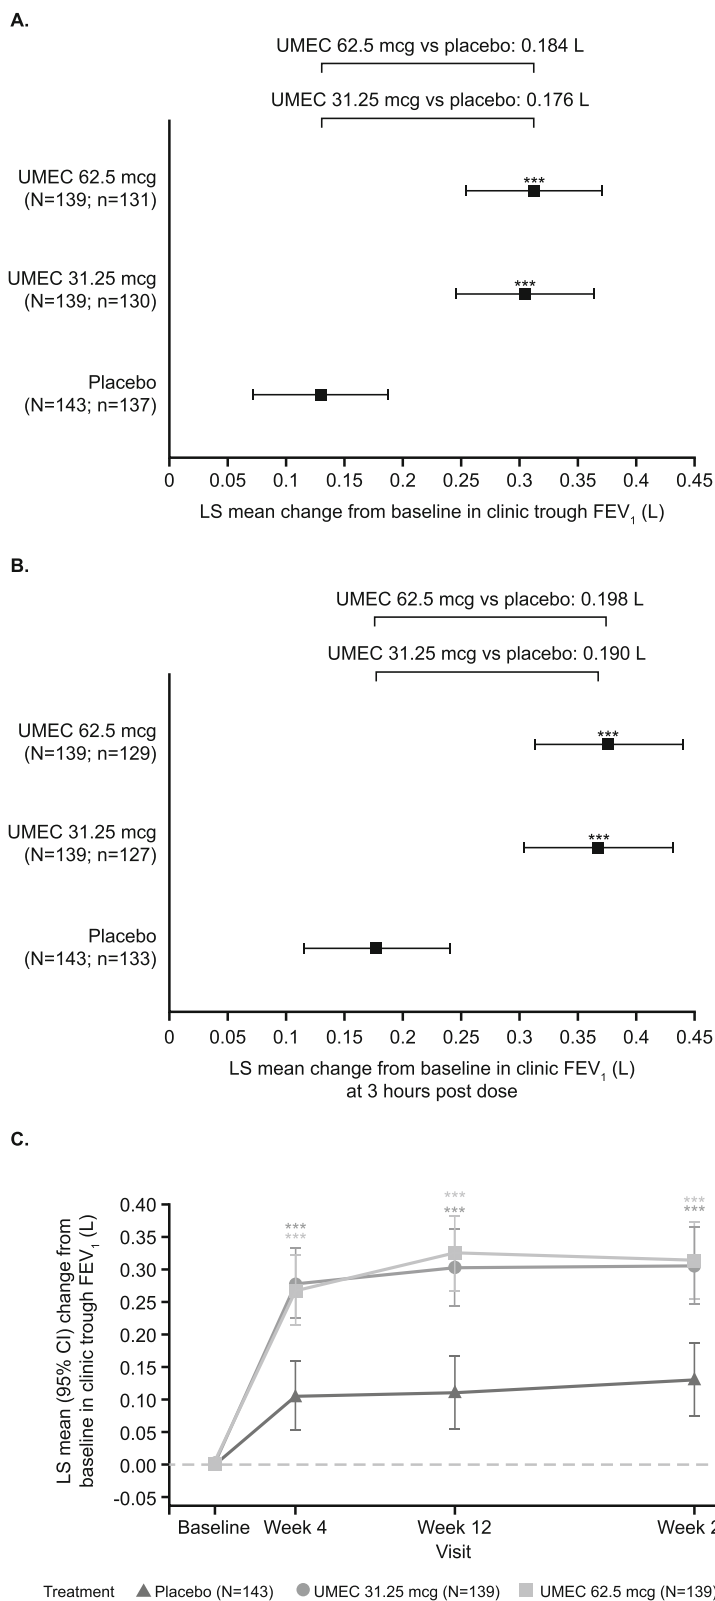 A.
UMEC 62.5 mcg vs placebo: 0.184 L
UMEC 31.25 mcg vs placebo: 0.176 L
UMEC 62.5 mcg
(N=139; n=131)
***
UMEC 31.25 mcg
(N=139; n=130)
***
Placebo
(N=143; n=137)
0 0.05 0.1 0.15 0.2 0.25 0.3 0.35 0.4 0.45
LS mean change from baseline in clinic trough FEV1 (L)
B.
UMEC 62.5 mcg vs placebo: 0.198 L
UMEC 31.25 mcg vs placebo: 0.190 L
UMEC 62.5 mcg
(N=139; n=129)
***
UMEC 31.25 mcg
(N=139; n=127)
***
Placebo
(N=143; n=133)
0 0.05 0.1 0.15 0.2 0.25 0.3 0.35 0.4 0.45
LS mean change from baseline in clinic FEV1 (L)
at 3 hours post dose
C.
LS mean (95% CI) change from
baseline in clinic trough FEV1 (L)
0.40
0.35
0.30
0.25
0.20
0.15
0.10
0.05
0.00
-0.05
***
***
***
***
***
***
Baseline Week 4 Week 12 Week 2
Visit
Treatment Placebo (N=143) UMEC 31.25 mcg (N=139) UMEC 62.5 mcg (N=139)